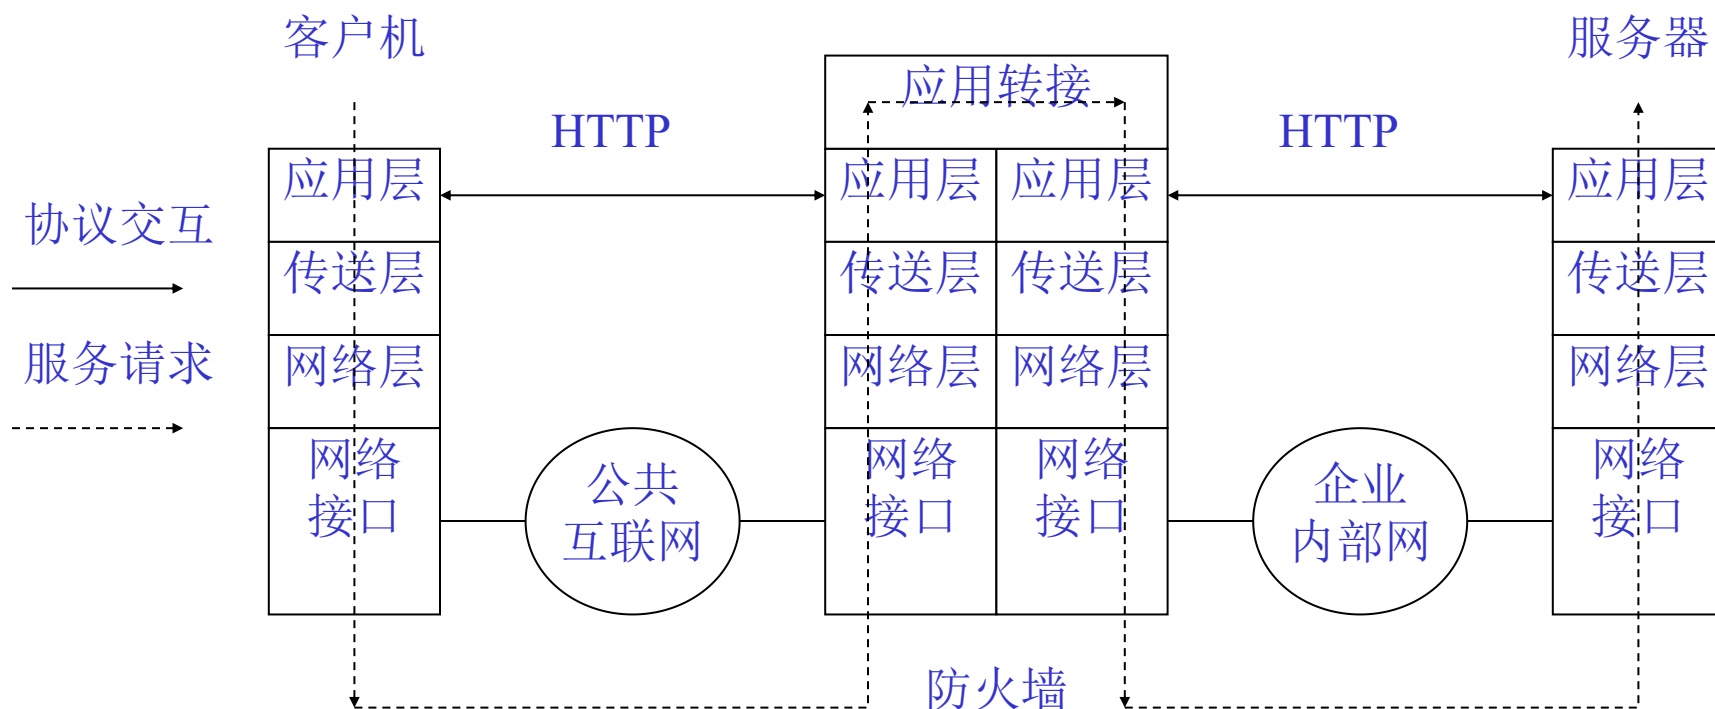 客户机
服务器
应用转接
HTTP
HTTP
应用层
应用层
应用层
应用层
协议交互
传送层
传送层
传送层
传送层
服务请求
网络层
网络层
网络层
网络层
网络
接口
公共
互联网
网络
接口
网络
接口
企业
内部网
网络
接口
防火墙